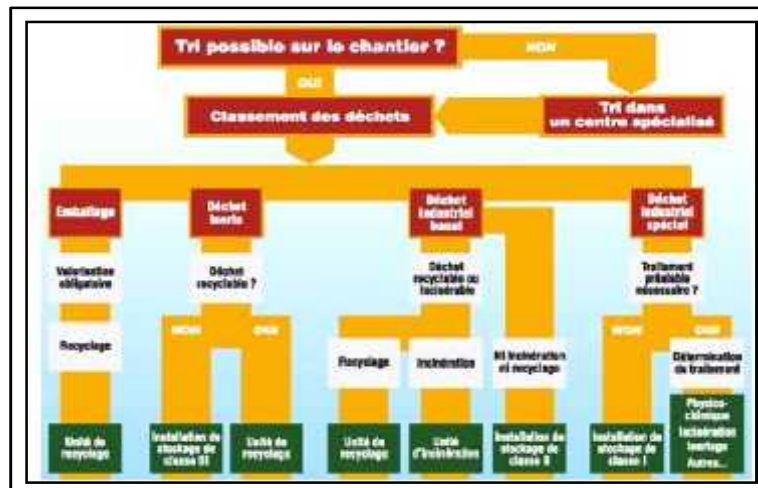 Tri possible sur le chantier ?
NON
OUI
Classement des déchets
Tri dans
un centre spécialisé
Emballage
Déchet
inerte
Déchet
industriel
banal
Déchet
industriel
spécial
Valorisation
obligatoire
Déchet
recyclable ?
Déchet
recyclable ou
incinérable
Traitement
préalable
nécessaire ?
NON
OUI
NON
OUI
Recyclage
Recyclage
Incinération
Ni incinération
ni recyclage
Détermination
du traitement
Unité de
recyclage
Installation de
stockage de
classe III
Unité de
recyclage
Unité de
recyclage
Unité
d'incinération
Installation de
stockage de
classe II
Installation de
stockage de
classe I
Physico-
chimique
Incinération
Autres...